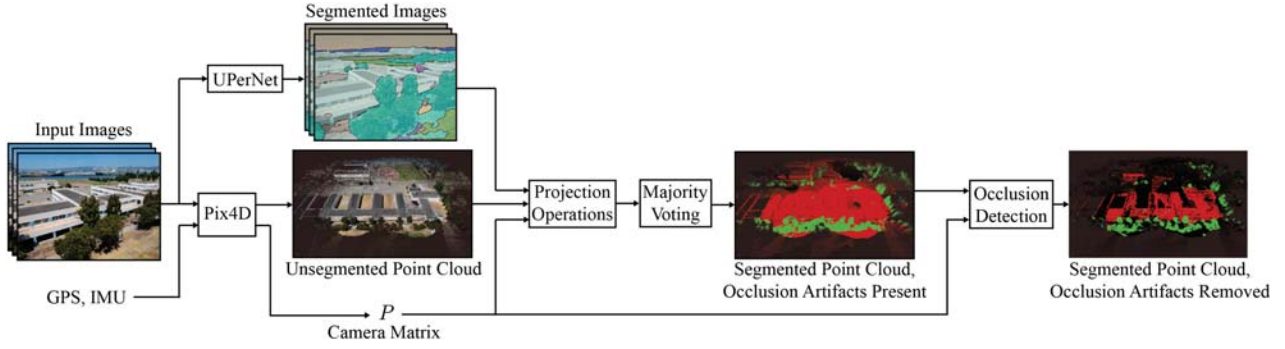 Segmented Images
UPerNet
Input Images
Pix4D
Projection
Operations
Majority
Voting
Occlusion
Detection
Unsegmented Point Cloud
Segmented Point Cloud,
Occlusion Artifacts Present
Segmented Point Cloud,
Occlusion Artifacts Removed
GPS, IMU
P
Camera Matrix